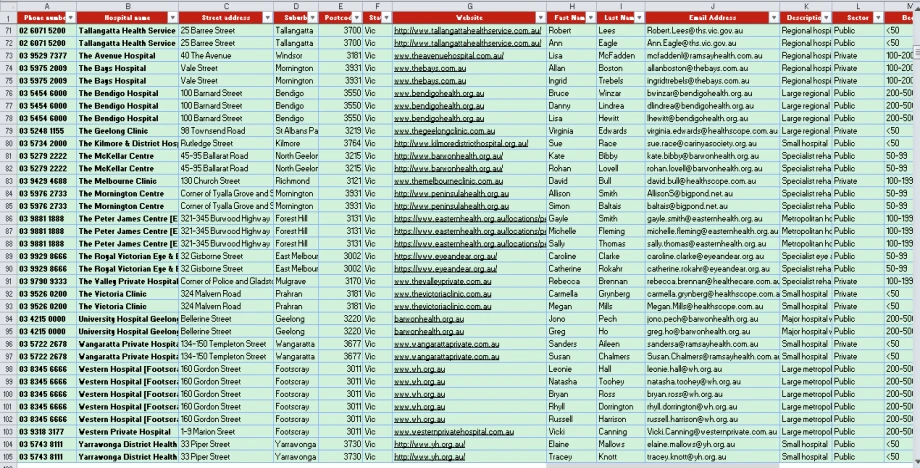 A B C D E F G H I J K L M
1 Phone numbe Hospital name Street address Suburb Postcod Sta Website First Nam Last Nam Email Address Descriptio Sector Bec
71 02 6071 5200 Tallangatta Health Service 25 Barree Street Tallangatta 3700 Vic http://www.tallangattahealthservice.com.au/ Robert Lees Robert.Lees@ths.vic.gov.au Regional hospi Public <50
72 02 6071 5200 Tallangatta Health Service 25 Barree Street Tallangatta 3700 Vic http://www.tallangattahealthservice.com.au/ Ann Eagle Ann.Eagle@ths.vic.gov.au Regional hospi Public <50
73 03 9529 7377 The Avenue Hospital 40 The Avenue Windsor 3181 Vic www.theavenuehospital.com.au/ Lisa McFadden mcfaddenl@ramsayhealth.com.au Small hospital Private 100-200
74 03 5975 2009 The Bays Hospital Vale Street Mornington 3931 Vic www.thebays.com.au Allan Boston allanboston@thebays.com.au Small hospital Private 100-200
75 03 5975 2009 The Bays Hospital Vale Street Mornington 3931 Vic www.thebays.com.au Ingrid Trebels ingridtrebels@thebays.com.au Small hospital Private 100-200
76 03 5454 6000 The Bendigo Hospital 100 Barnard Street Bendigo 3550 Vic www.bendigohealth.org.au Bruce Winzar bwinzar@bendigohealth.org.au Large regional Public 200-500
77 03 5454 6000 The Bendigo Hospital 100 Barnard Street Bendigo 3550 Vic www.bendigohealth.org.au Danny Lindrea dlindrea@bendigohealth.org.au Large regional Public 200-500
78 03 5454 6000 The Bendigo Hospital 100 Barnard Street Bendigo 3550 Vic www.bendigohealth.org.au Lisa Hewitt lhewitt@bendigohealth.org.au Large regional Public 200-500
79 03 5248 1155 The Geelong Clinic 98 Townsend Road St Albans Pa 3219 Vic www.thegeelongclinic.com.au Virginia Edwards virginia.edwards@healthscope.com.au Specialist reha Private 50-99
80 03 5734 2000 The Kilmore & District Hosp Rutledge Street Kilmore 3764 Vic www.kilmoredistricthospital.org.au/ Sue Race sue.race@carinyasociety.org.au Small hospital Public <50
81 03 5279 2222 The McKellar Centre 45-95 Ballarat Road North Geelor 3215 Vic http://www.barwonhealth.org.au/ Kate Bibby kate.bibby@barwonhealth.org.au Specialist reha Public 50-99
82 03 5279 2222 The McKellar Centre 45-95 Ballarat Road North Geelor 3215 Vic http://www.barwonhealth.org.au/ Rohan Lovell rohan.lovell@barwonhealth.org.au Specialist reha Public 50-99
83 03 9429 4688 The Melbourne Clinic 130 Church Street Richmond 3121 Vic www.themelbourneclinic.com.au David Bull david.bull@healthscope.com.au Specialist reha Private 100-199
84 03 5976 2733 The Mornington Centre Corner of Tyalla Grove and S Mornington 3931 Vic http://www.peninsulahealth.org.au Allison Smith AllisonS@bigpond.net.au Specialist reha Public 50-99
85 03 5976 2733 The Mornington Centre Corner of Tyalla Grove and S Mornington 3931 Vic http://www.peninsulahealth.org.au Simon Baltais baltais@bigpond.net.au Specialist reha Public 50-99
86 03 9881 1888 The Peter James Centre [E 321-345 Burwood Highway Forest Hill 3131 Vic https://www.easternhealth.org.au/locations/pe Gayle Smith gayle.smith@easternhealth.org.au Metropolitan hc Public 100-199
87 03 9881 1888 The Peter James Centre [E 321-345 Burwood Highway Forest Hill 3131 Vic https://www.easternhealth.org.au/locations/pe Michelle Fleming michelle.fleming@easternhealth.org.au Metropolitan hc Public 100-199
88 03 9881 1888 The Peter James Centre [E 321-345 Burwood Highway Forest Hill 3131 Vic https://www.easternhealth.org.au/locations/pe Sally Thomas sally.thomas@easternhealth.org.au Metropolitan hc Public 100-199
89 03 9929 8666 The Royal Victorian Eye & E 32 Gisborne Street East Melbour 3002 Vic www.eyeandear.org.au/ Caroline Clarke caroline.clarke@eyeandear.org.au Specialist eye a Public 50-99
90 03 9929 8666 The Royal Victorian Eye & E 32 Gisborne Street East Melbour 3002 Vic www.eyeandear.org.au/ Catherine Rokahr catherine.rokahr@eyeandear.org.au Specialist reha Public 50-99
91 03 9790 9333 The Valley Private Hospital Corner of Police and Gladsto Mulgrave 3170 Vic www.thevalleyprivate.com.au Rebecca Brennan rebecca.brennan@healthecare.com.au Specialist reha Private 100-199
92 03 9526 0200 The Victoria Clinic 324 Malvern Road Prahran 3181 Vic www.thevictoriaclinic.com.au Carmella Grynberg carmella.grynberg@healthscope.com.au Small hospital Private <50
93 03 9526 0200 The Victoria Clinic 324 Malvern Road Prahran 3181 Vic www.thevictoriaclinic.com.au Megan Mills Megan.Mills@healthscope.com.au Small hospital Private <50
94 03 4215 0000 University Hospital Geelong Bellerine Street Geelong 3220 Vic barwonhealth.org.au Jono Pech jono.pech@barwonhealth.org.au Major hospital v Public 200-500
95 03 4215 0000 University Hospital Geelong Bellerine Street Geelong 3220 Vic barwonhealth.org.au Greg Ho greg.ho@barwonhealth.org.au Major hospital v Public 200-500
96 03 5722 2678 Wangaratta Private Hospita 134-150 Templeton Street Wangaratta 3677 Vic www.wangarattaprivate.com.au Sanders Aileen sandersa@ramsayhealth.com.au Small hospital Private <50
97 03 5722 2678 Wangaratta Private Hospita 134-150 Templeton Street Wangaratta 3677 Vic www.wangarattaprivate.com.au Susan Chalmers Susan.Chalmers@ramsayhealth.com.a Small hospital Private <50
98 03 8345 6666 Western Hospital [Footscra 160 Gordon Street Footscray 3011 Vic www.wh.org.au Leonie Hall leonie.hall@wh.org.au Large metropol Public 200-500
99 03 8345 6666 Western Hospital [Footscra 160 Gordon Street Footscray 3011 Vic www.wh.org.au Natasha Toohey natasha.toohey@wh.org.au Large metropol Public 200-500
100 03 8345 6666 Western Hospital [Footscra 160 Gordon Street Footscray 3011 Vic www.wh.org.au Bryan Ross bryan.ross@wh.org.au Large metropol Public 200-500
101 03 8345 6666 Western Hospital [Footscra 160 Gordon Street Footscray 3011 Vic www.wh.org.au Rhyll Dorrington rhyll.dorrington@wh.org.au Large metropol Public 200-500
102 03 8345 6666 Western Hospital [Footscra 160 Gordon Street Footscray 3011 Vic www.wh.org.au Russell Harrison russell.harrison@wh.org.au Large metropol Public 200-500
103 03 9318 3177 Western Private Hospital 1-9 Marion Street Footscray 3011 Vic www.westernprivatehospital.com.au Vicki Canning Vicki.Canning@westernprivate.com.au Small hospital Private <50
104 03 5743 8111 Yarrawonga District Health 33 Piper Street Yarrawonga 3730 Vic http://www.yh.org.au/ Elaine Mallows elaine.mallows@yh.org.au Small hospital Public <50
105 03 5743 8111 Yarrawonga District Health 33 Piper Street Yarrawonga 3730 Vic http://www.yh.org.au/ Tracey Knott tracey.knott@yh.org.au Small hospital Public <50